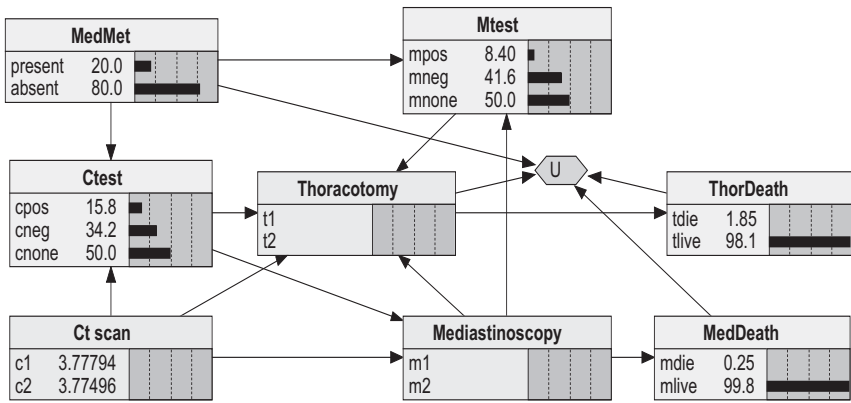 MedMet
present 20.0
absent 80.0
Mtest
mpos 8.40
mneg 41.6
mnone 50.0
Ctest
cpos 15.8
cneg 34.2
cnone 50.0
Thoracotomy
t1
t2
U
ThorDeath
tdie 1.85
tlive 98.1
Ct scan
c1 3.77794
c2 3.77496
Mediastinoscopy
m1
m2
MedDeath
mdie 0.25
mlive 99.8